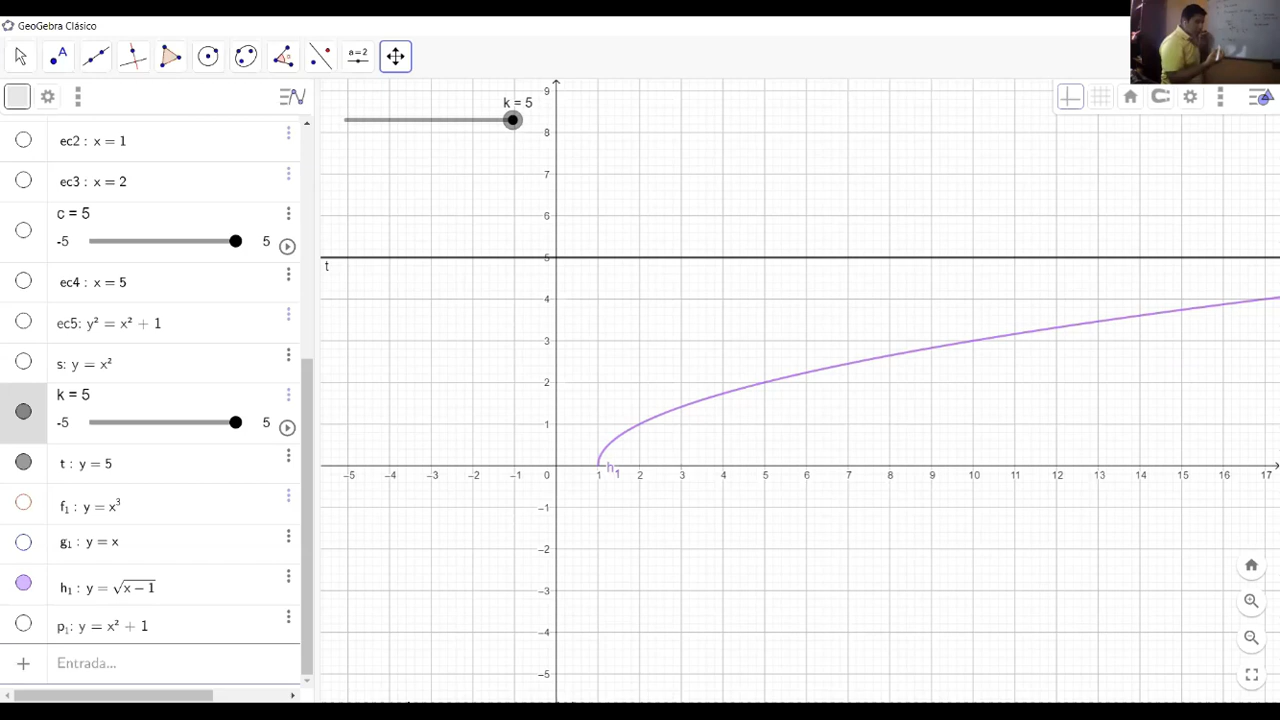 GeoGebra Clásico
A
a=2
ec2 : x = 1
ec3 : x = 2
c = 5
-5 5
ec4 : x = 5
ec5: y² = x² + 1
s: y = x²
k = 5
-5 5
t : y = 5
f₁ : y = x³
g₁ : y = x
h₁ : y = √x − 1
p₁: y = x² + 1
Entrada...
k = 5
9
8
7
6
5
t
4
3
2
1
h₁
−5 −4 −3 −2 −1 0 1 2 3 4 5 6 7 8 9 10 11 12 13 14 15 16 17
−1
−2
−3
−4
−5